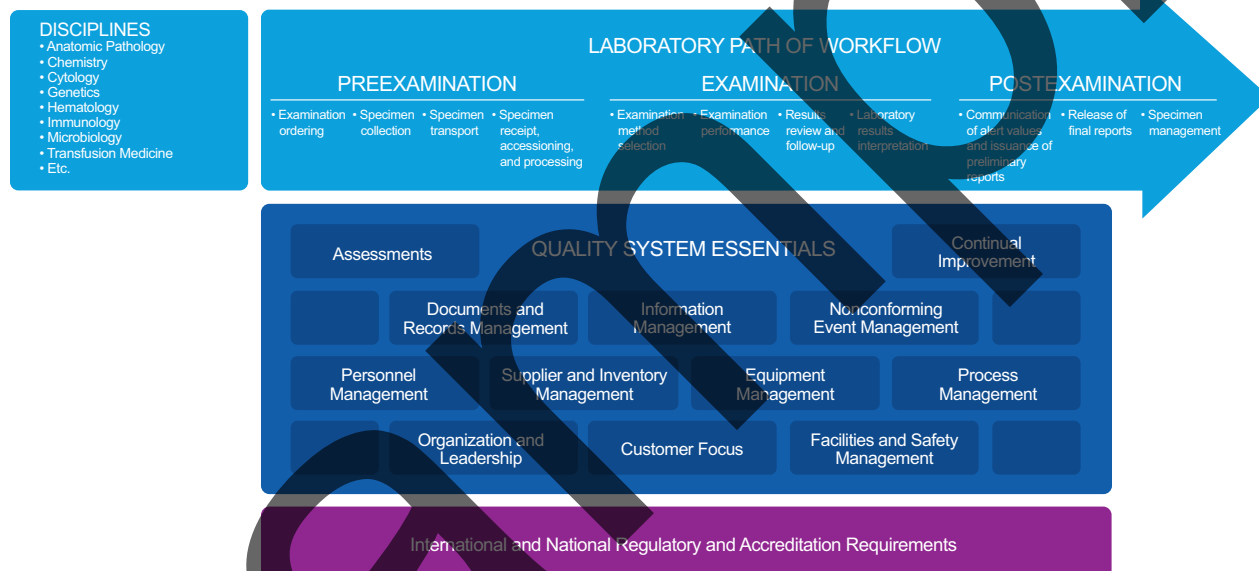 DISCIPLINES
• Anatomic Pathology
• Chemistry
• Cytology
• Genetics
• Hematology
• Immunology
• Microbiology
• Transfusion Medicine
• Etc.
LABORATORY PATH OF WORKFLOW
PREEXAMINATION
• Examination
ordering
• Specimen
collection
• Specimen
transport
• Specimen
receipt,
accessioning,
and processing
EXAMINATION
• Examination
method
selection
• Examination
performance
• Results
review and
follow-up
• Laboratory
results
interpretation
POSTEXAMINATION
• Communication
of alert values
and issuance of
preliminary
reports
• Release of
final reports
• Specimen
management
QUALITY SYSTEM ESSENTIALS
Assessments
Continual
Improvement
Documents and
Records Management
Information
Management
Nonconforming
Event Management
Personnel
Management
Supplier and Inventory
Management
Equipment
Management
Process
Management
Organization and
Leadership
Customer Focus
Facilities and Safety
Management
International and National Regulatory and Accreditation Requirements